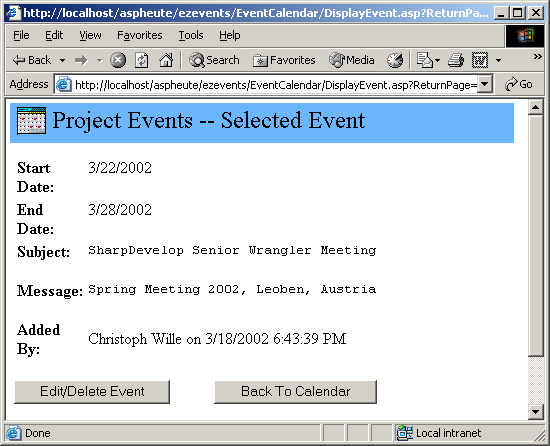 http://localhost/aspheute/ezevents/EventCalendar/DisplayEvent.asp?ReturnPa...
File Edit View Favorites Tools Help
Back Search Favorites Media
Address http://localhost/aspheute/ezevents/EventCalendar/DisplayEvent.asp?ReturnPage= Go
Project Events -- Selected Event
Start 3/22/2002
Date:
End 3/28/2002
Date:
Subject: SharpDevelop Senior Wrangler Meeting
Message: Spring Meeting 2002, Leoben, Austria
Added
By: Christoph Wille on 3/18/2002 6:43:39 PM
Edit/Delete Event Back To Calendar
Done Local intranet